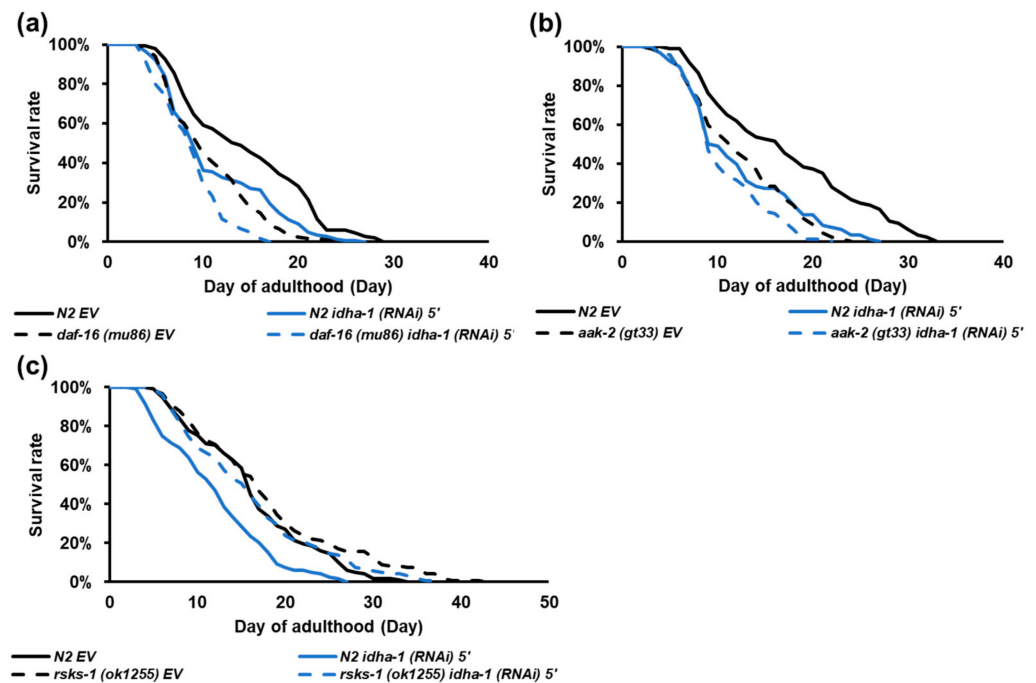 (a)
(b)
100%
80%
60%
40%
20%
0%
Survival rate
0 10 20 30 40
Day of adulthood (Day)
N2 EV
N2 idha-1 (RNAi) 5'
daf-16 (mu86) EV
daf-16 (mu86) idha-1 (RNAi) 5'
100%
80%
60%
40%
20%
0%
Survival rate
0 10 20 30 40
Day of adulthood (Day)
N2 EV
N2 idha-1 (RNAi) 5'
aak-2 (gt33) EV
aak-2 (gt33) idha-1 (RNAi) 5'
(c)
100%
80%
60%
40%
20%
0%
Survival rate
0 10 20 30 40 50
Day of adulthood (Day)
N2 EV
N2 idha-1 (RNAi) 5'
rsks-1 (ok1255) EV
rsks-1 (ok1255) idha-1 (RNAi) 5'